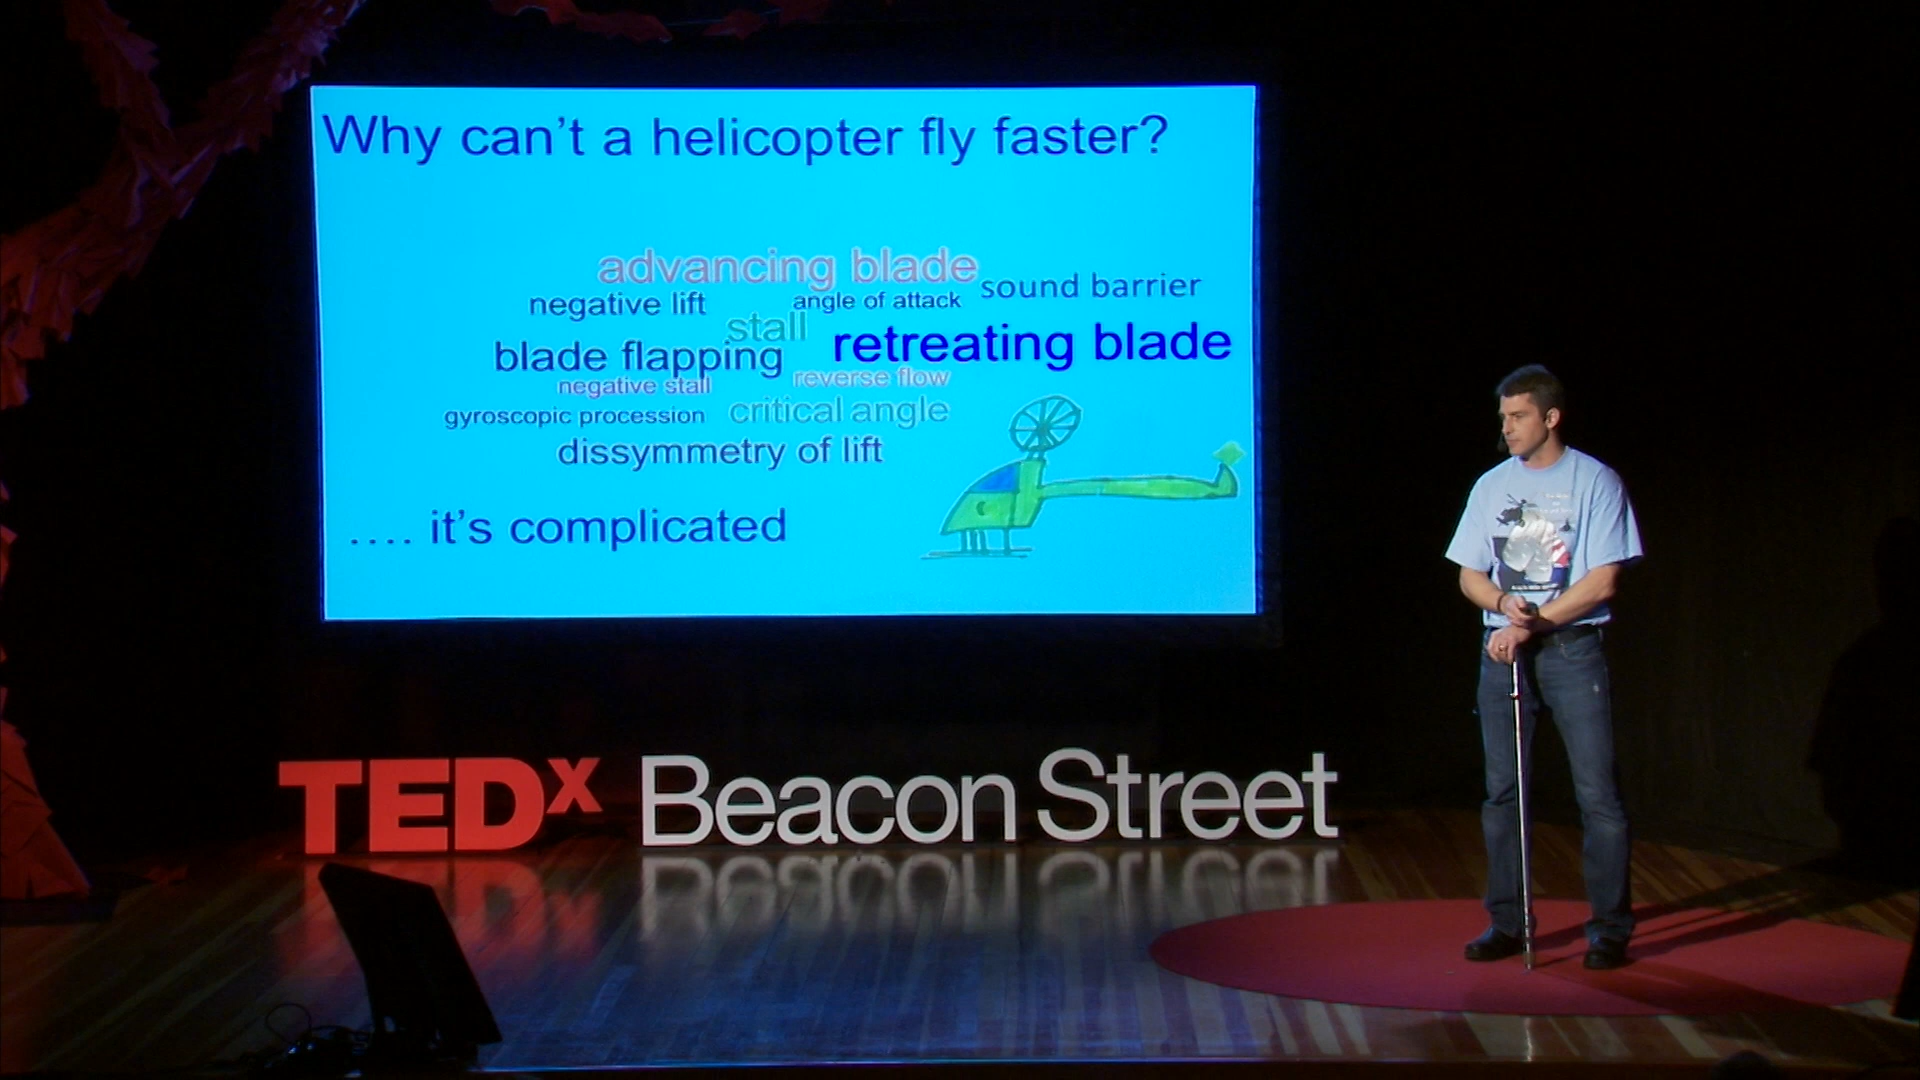 Why can't a helicopter fly faster?
advancing blade
sound barrier
negative lift
angle of attack
stall
retreating blade
blade flapping
negative stall
reverse flow
gyroscopic procession
critical angle
dissymmetry of lift
.... it's complicated
TEDx Beacon Street